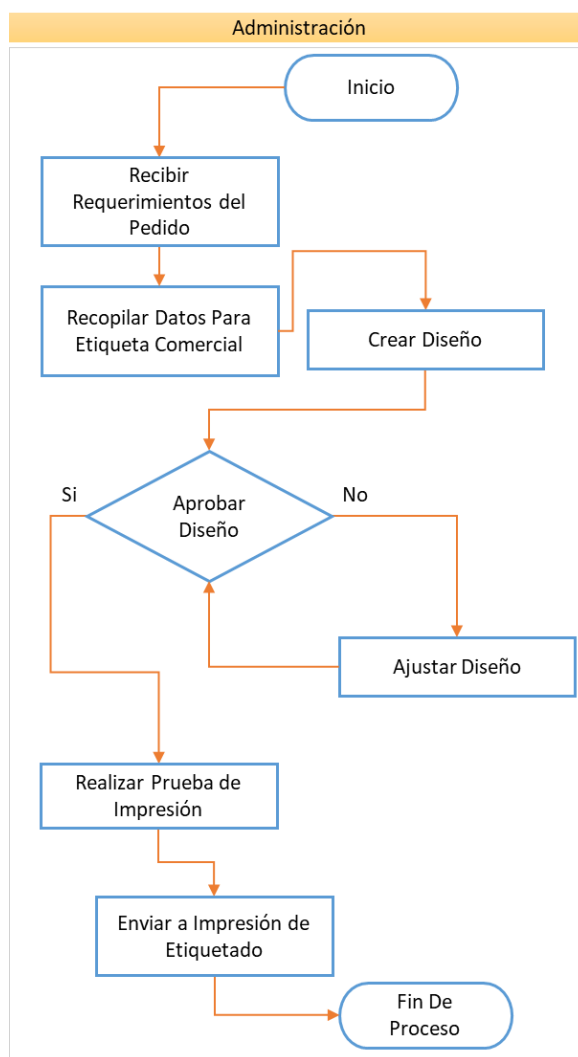 Administración
Inicio
Recibir
Requerimientos del
Pedido
Recopilar Datos Para
Etiqueta Comercial
Crear Diseño
Si
Aprobar
Diseño
No
Ajustar Diseño
Realizar Prueba de
Impresión
Enviar a Impresión de
Etiquetado
Fin De
Proceso